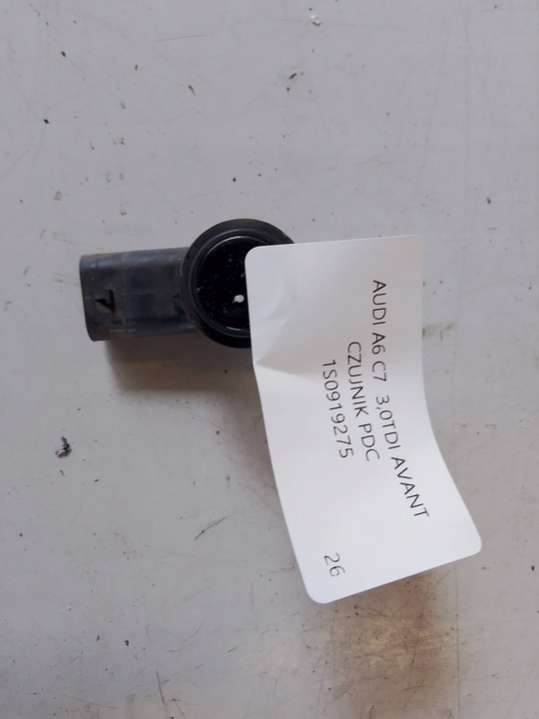 AUDI A6 C7 3,0TDI AVANT
CZUJNIK PDC
1S0919275
26